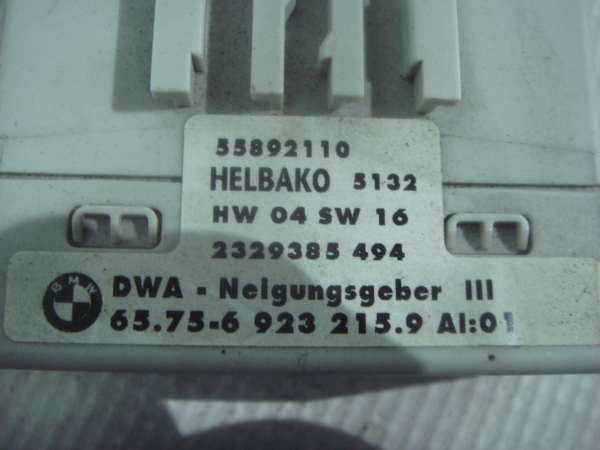 55892110
HELBAKO 5132
HW 04 SW 16
2329385 494
BMW
DWA - Neigungsgeber III
65.75-6 923 215.9 AI:01